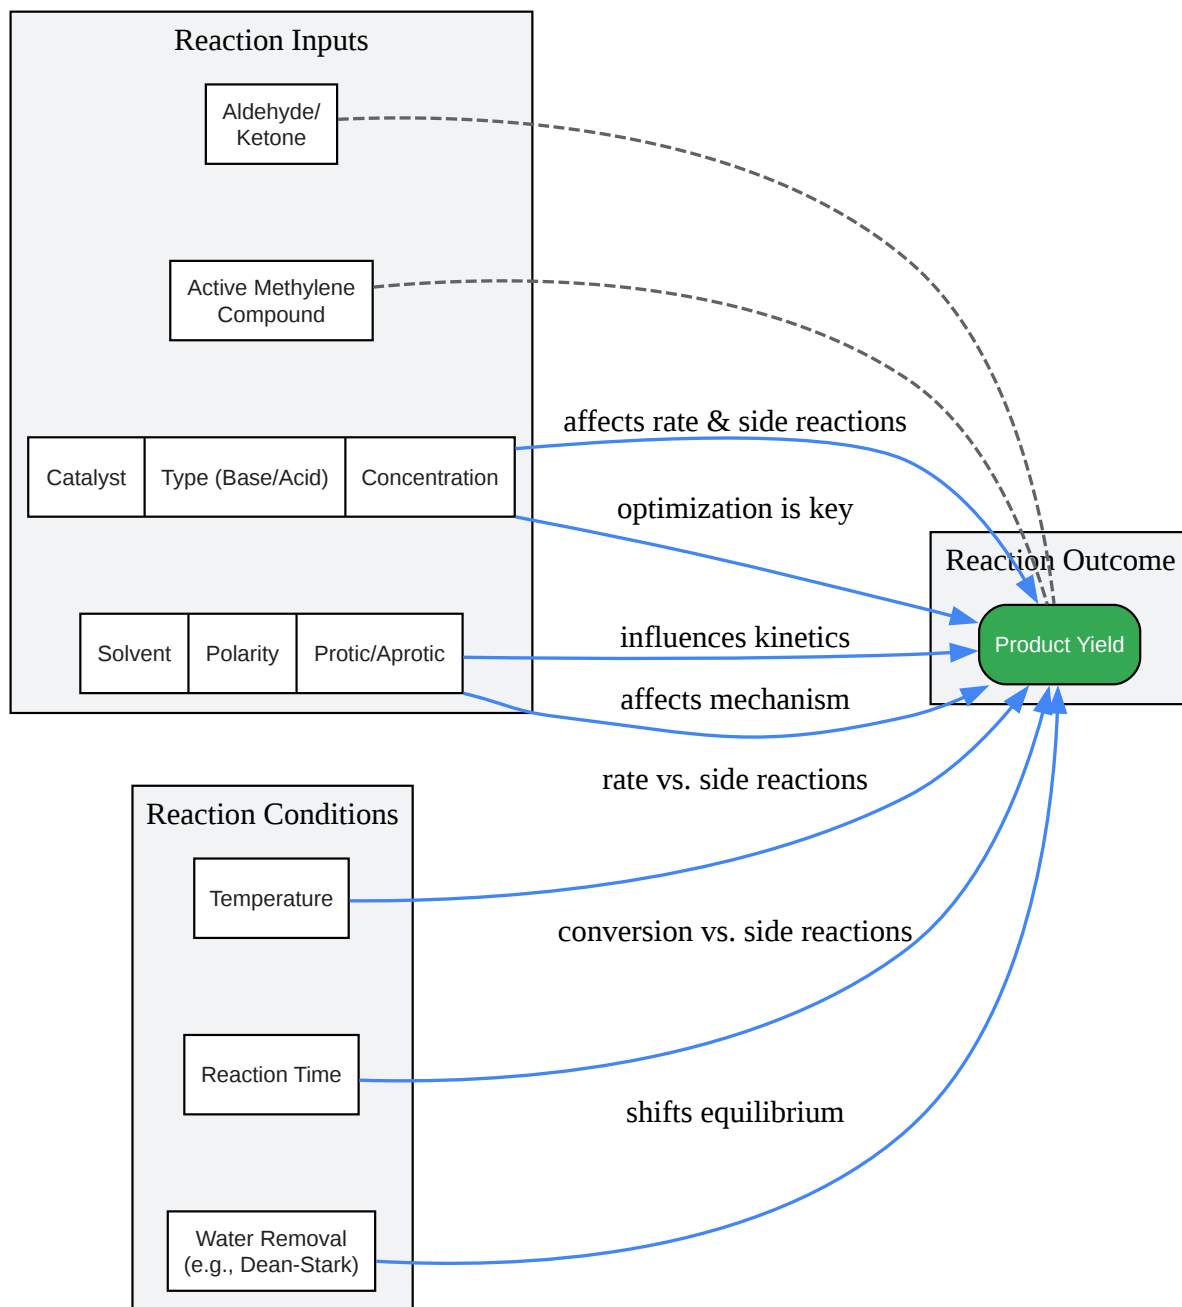 Reaction Inputs
Aldehyde/
Ketone
Active Methylene
Compound
Catalyst
Type (Base/Acid)
Concentration
Solvent
Polarity
Protic/Aprotic
affects rate & side reactions
optimization is key
influences kinetics
affects mechanism
rate vs. side reactions
conversion vs. side reactions
shifts equilibrium
Reaction Outcome
Product Yield
Reaction Conditions
Temperature
Reaction Time
Water Removal
(e.g., Dean-Stark)